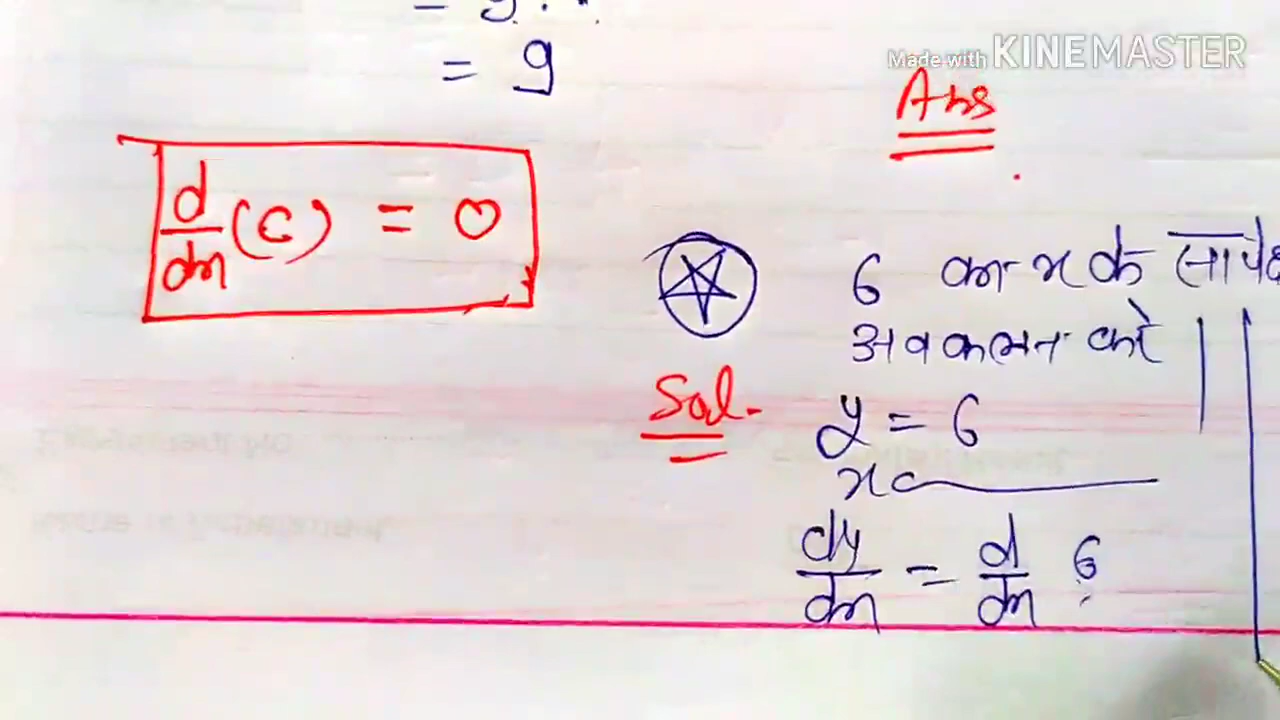 = 9
Made with KINEMASTER
Ans
d/dx (c) = 0
6 का x के सापेक्ष
अवकलन करे
Sol.
y = 6
x
dy/dx = d/dx 6